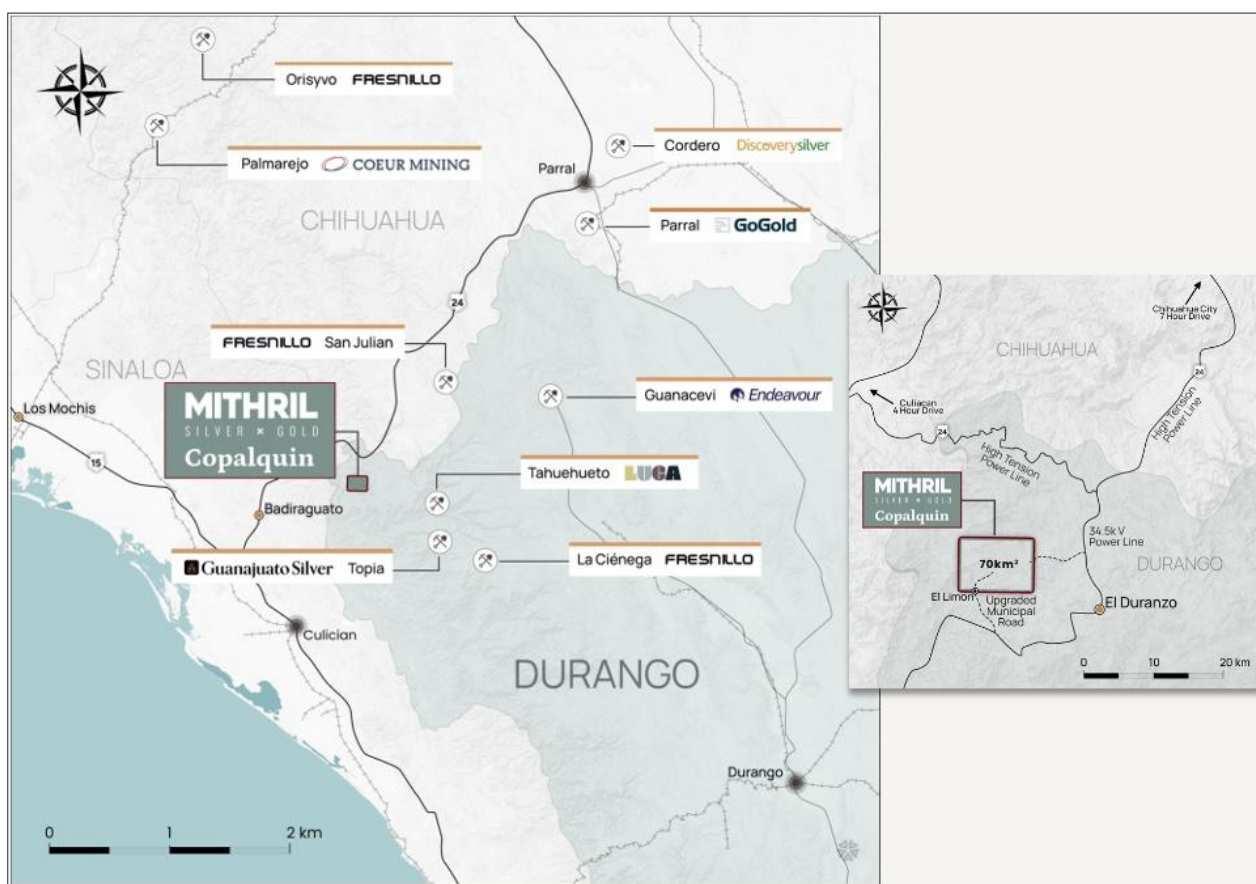 Orisyvo FRESNILLO
Palmarejo COEUR MINING
Cordero Discoverysilver
Parral
CHIHUAHUA
Parral GoGold
24
FRESNILLO San Julian
SINALOA
MITHRIL
SILVER × GOLD
Copalquin
Los Mochis
15
Guanacevi Endeavour
Tahuehueto LUCA
Badiraguato
Guanajuato Silver Topia
La Ciénega FRESNILLO
Culician
DURANGO
Durango
0 1 2 km
Chihuahua City
7 Hour Drive
CHIHUAHUA
24
Culiacan
4 Hour Drive
24
High Tension
Power Line
High Tension
Power Line
MITHRIL
SILVER × GOLD
Copalquin
34.5k V
Power Line
70km²
DURANGO
El Limon
Upgraded
Municipal
Road
El Duranzo
0 10 20 km